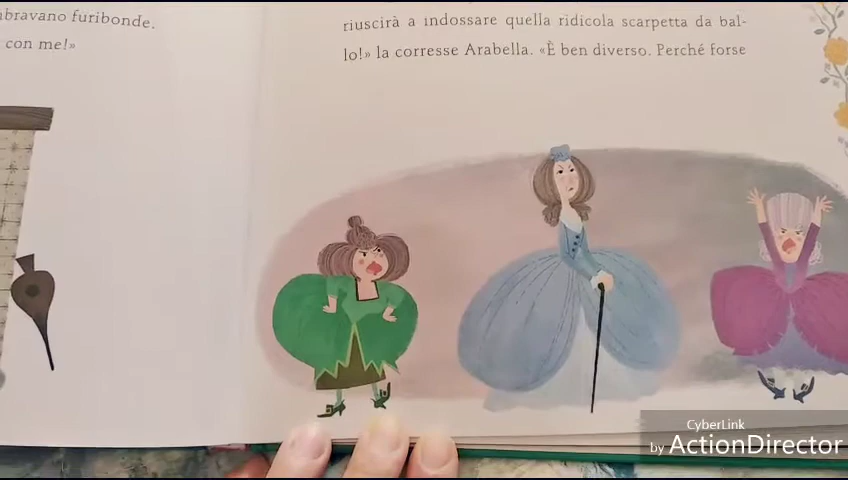 furibonde.
con me!»
riuscirà a indossare quella ridicola scarpetta da bal-
lo!» la corresse Arabella. «È ben diverso. Perché forse
CyberLink
by ActionDirector